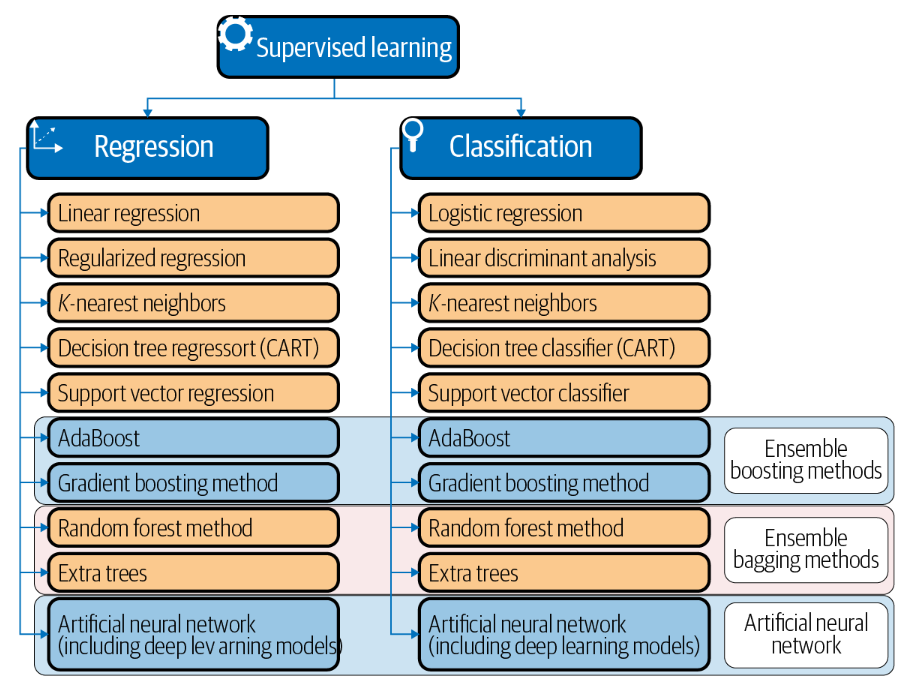 Supervised learning
Regression
Linear regression
Regularized regression
K-nearest neighbors
Decision tree regressort (CART)
Support vector regression
AdaBoost
Gradient boosting method
Random forest method
Extra trees
Artificial neural network
(including deep lev arning models)
Classification
Logistic regression
Linear discriminant analysis
K-nearest neighbors
Decision tree classifier (CART)
Support vector classifier
AdaBoost
Gradient boosting method
Random forest method
Extra trees
Artificial neural network
(including deep learning models)
Ensemble
boosting methods
Ensemble
bagging methods
Artificial neural
network